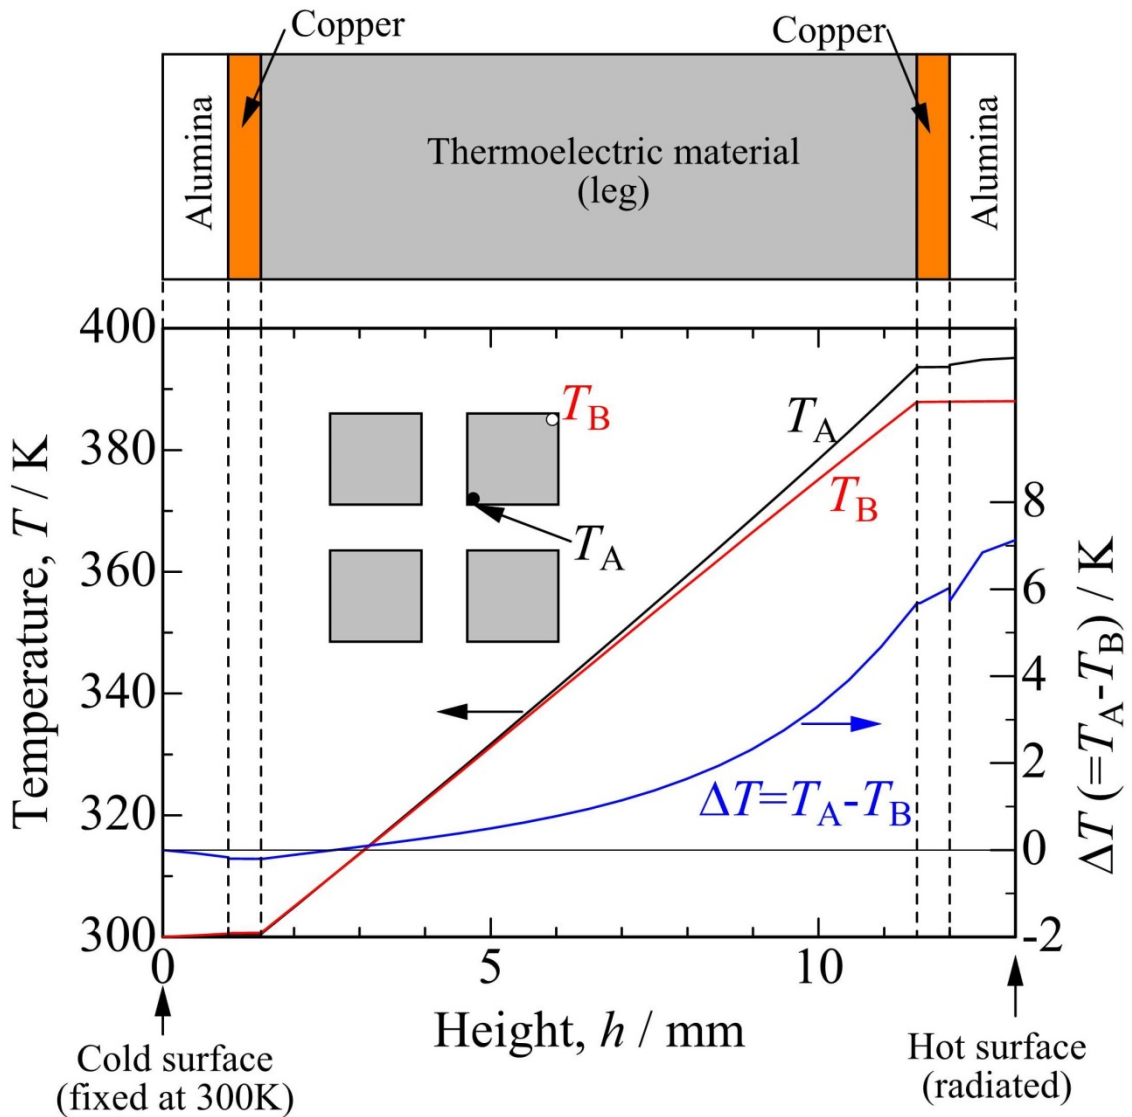 Copper
Copper
Alumina
Thermoelectric material
(leg)
Alumina
400
380
360
340
320
300
Temperature, T / K
T_B
T_A
T_A
T_B
8
6
4
2
0
-2
ΔT (=T_A-T_B) / K
ΔT=T_A-T_B
0
5
10
Height, h / mm
Cold surface
(fixed at 300K)
Hot surface
(radiated)